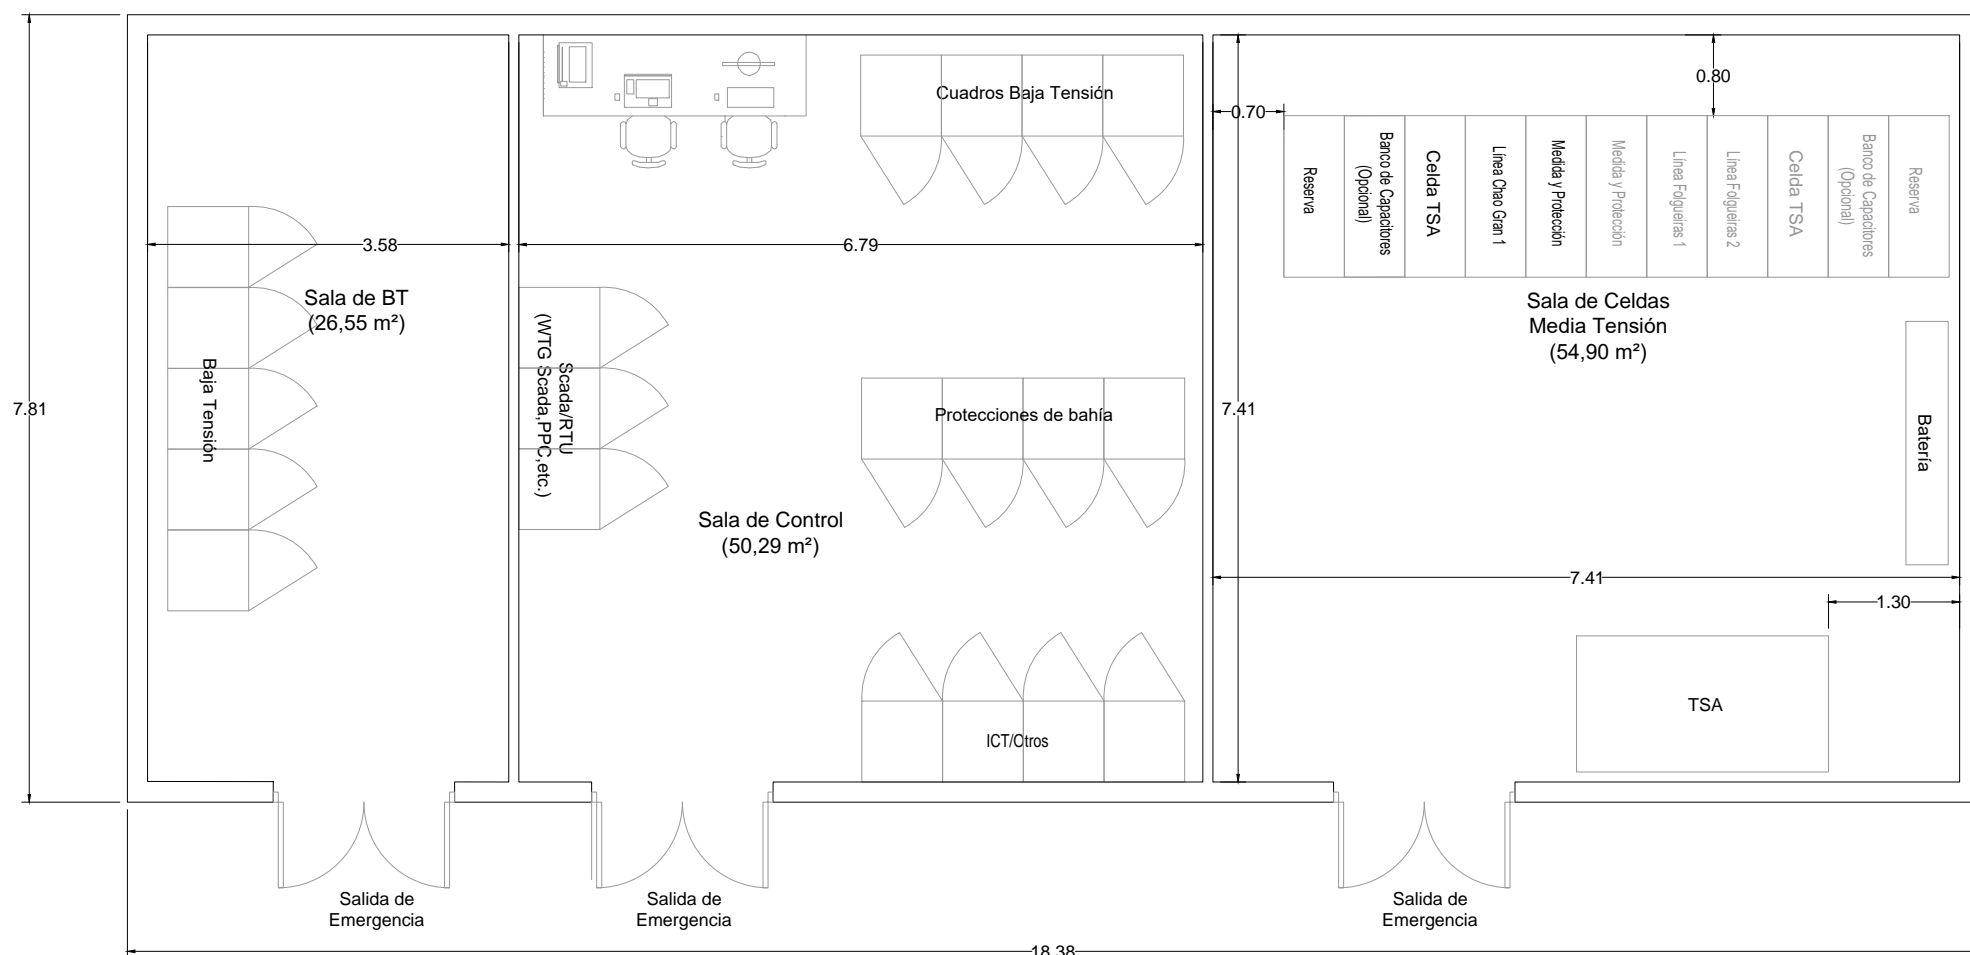 Cuadros Baja Tensión
0.80
0.70
Reserva
Banco de Capacitores
(Opcional)
Celda TSA
Línea Chao Gran 1
Medida y Protección
Medida y Protección
Línea Folgueiras 1
Línea Folgueiras 2
Celda TSA
Banco de Capacitores
(Opcional)
Reserva
3.58
6.79
Sala de BT
(26,55 m²)
Sala de Celdas
Media Tensión
(54,90 m²)
Baja Tensión
Scada/RTU
(WTG Scada,PPC,etc.)
7.81
Protecciones de bahía
7.41
Batería
Sala de Control
(50,29 m²)
7.41
1.30
TSA
ICT/Otros
Salida de
Emergencia
Salida de
Emergencia
Salida de
Emergencia
18.38